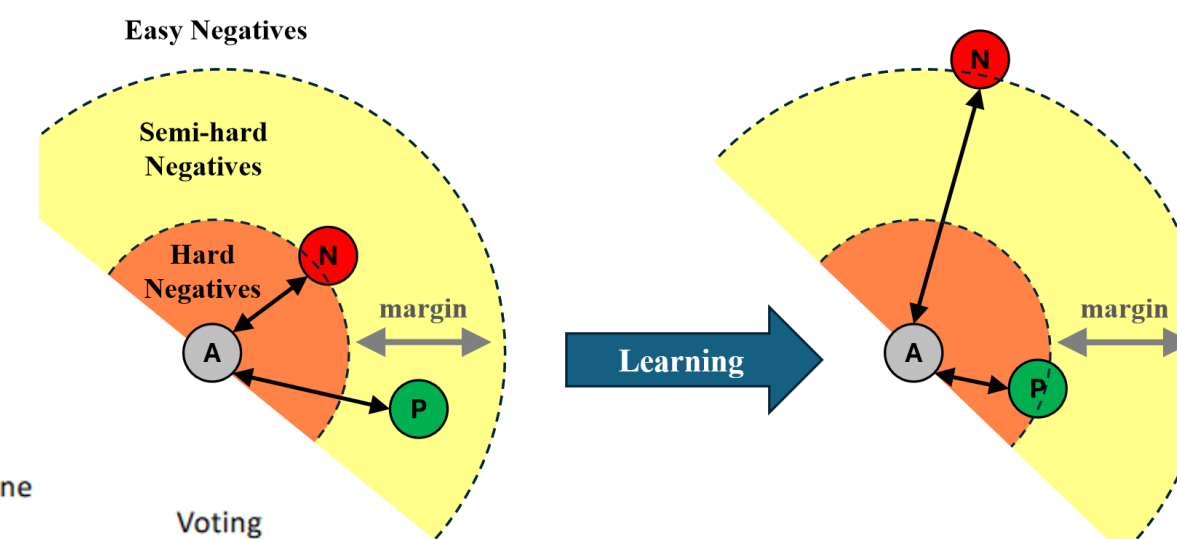 Easy Negatives
Semi-hard
Negatives
Hard
Negatives
N
A
P
margin
Learning
N
A
P
margin
ne
Voting